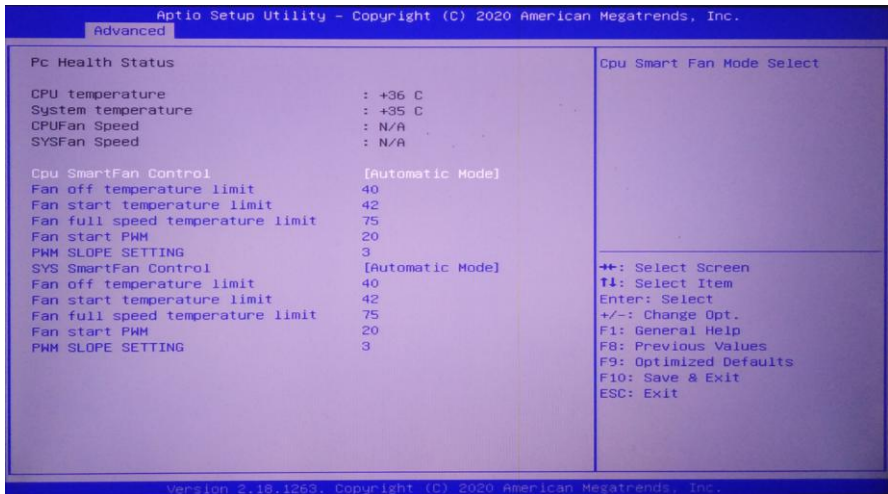 Aptio Setup Utility - Copyright (C) 2020 American Megatrends, Inc.
Advanced
Pc Health Status
CPU temperature : +36 C
System temperature : +35 C
CPUFan Speed : N/A
SYSFan Speed : N/A
Cpu SmartFan Control [Automatic Mode]
Fan off temperature limit 40
Fan start temperature limit 42
Fan full speed temperature limit 75
Fan start PWM 20
PWM SLOPE SETTING 3
SYS SmartFan Control [Automatic Mode]
Fan off temperature limit 40
Fan start temperature limit 42
Fan full speed temperature limit 75
Fan start PWM 20
PWM SLOPE SETTING 3
Cpu Smart Fan Mode Select
→←: Select Screen
↑↓: Select Item
Enter: Select
+/-: Change Opt.
F1: General Help
F8: Previous Values
F9: Optimized Defaults
F10: Save & Exit
ESC: Exit
Version 2.18.1263. Copyright (C) 2020 American Megatrends, Inc.